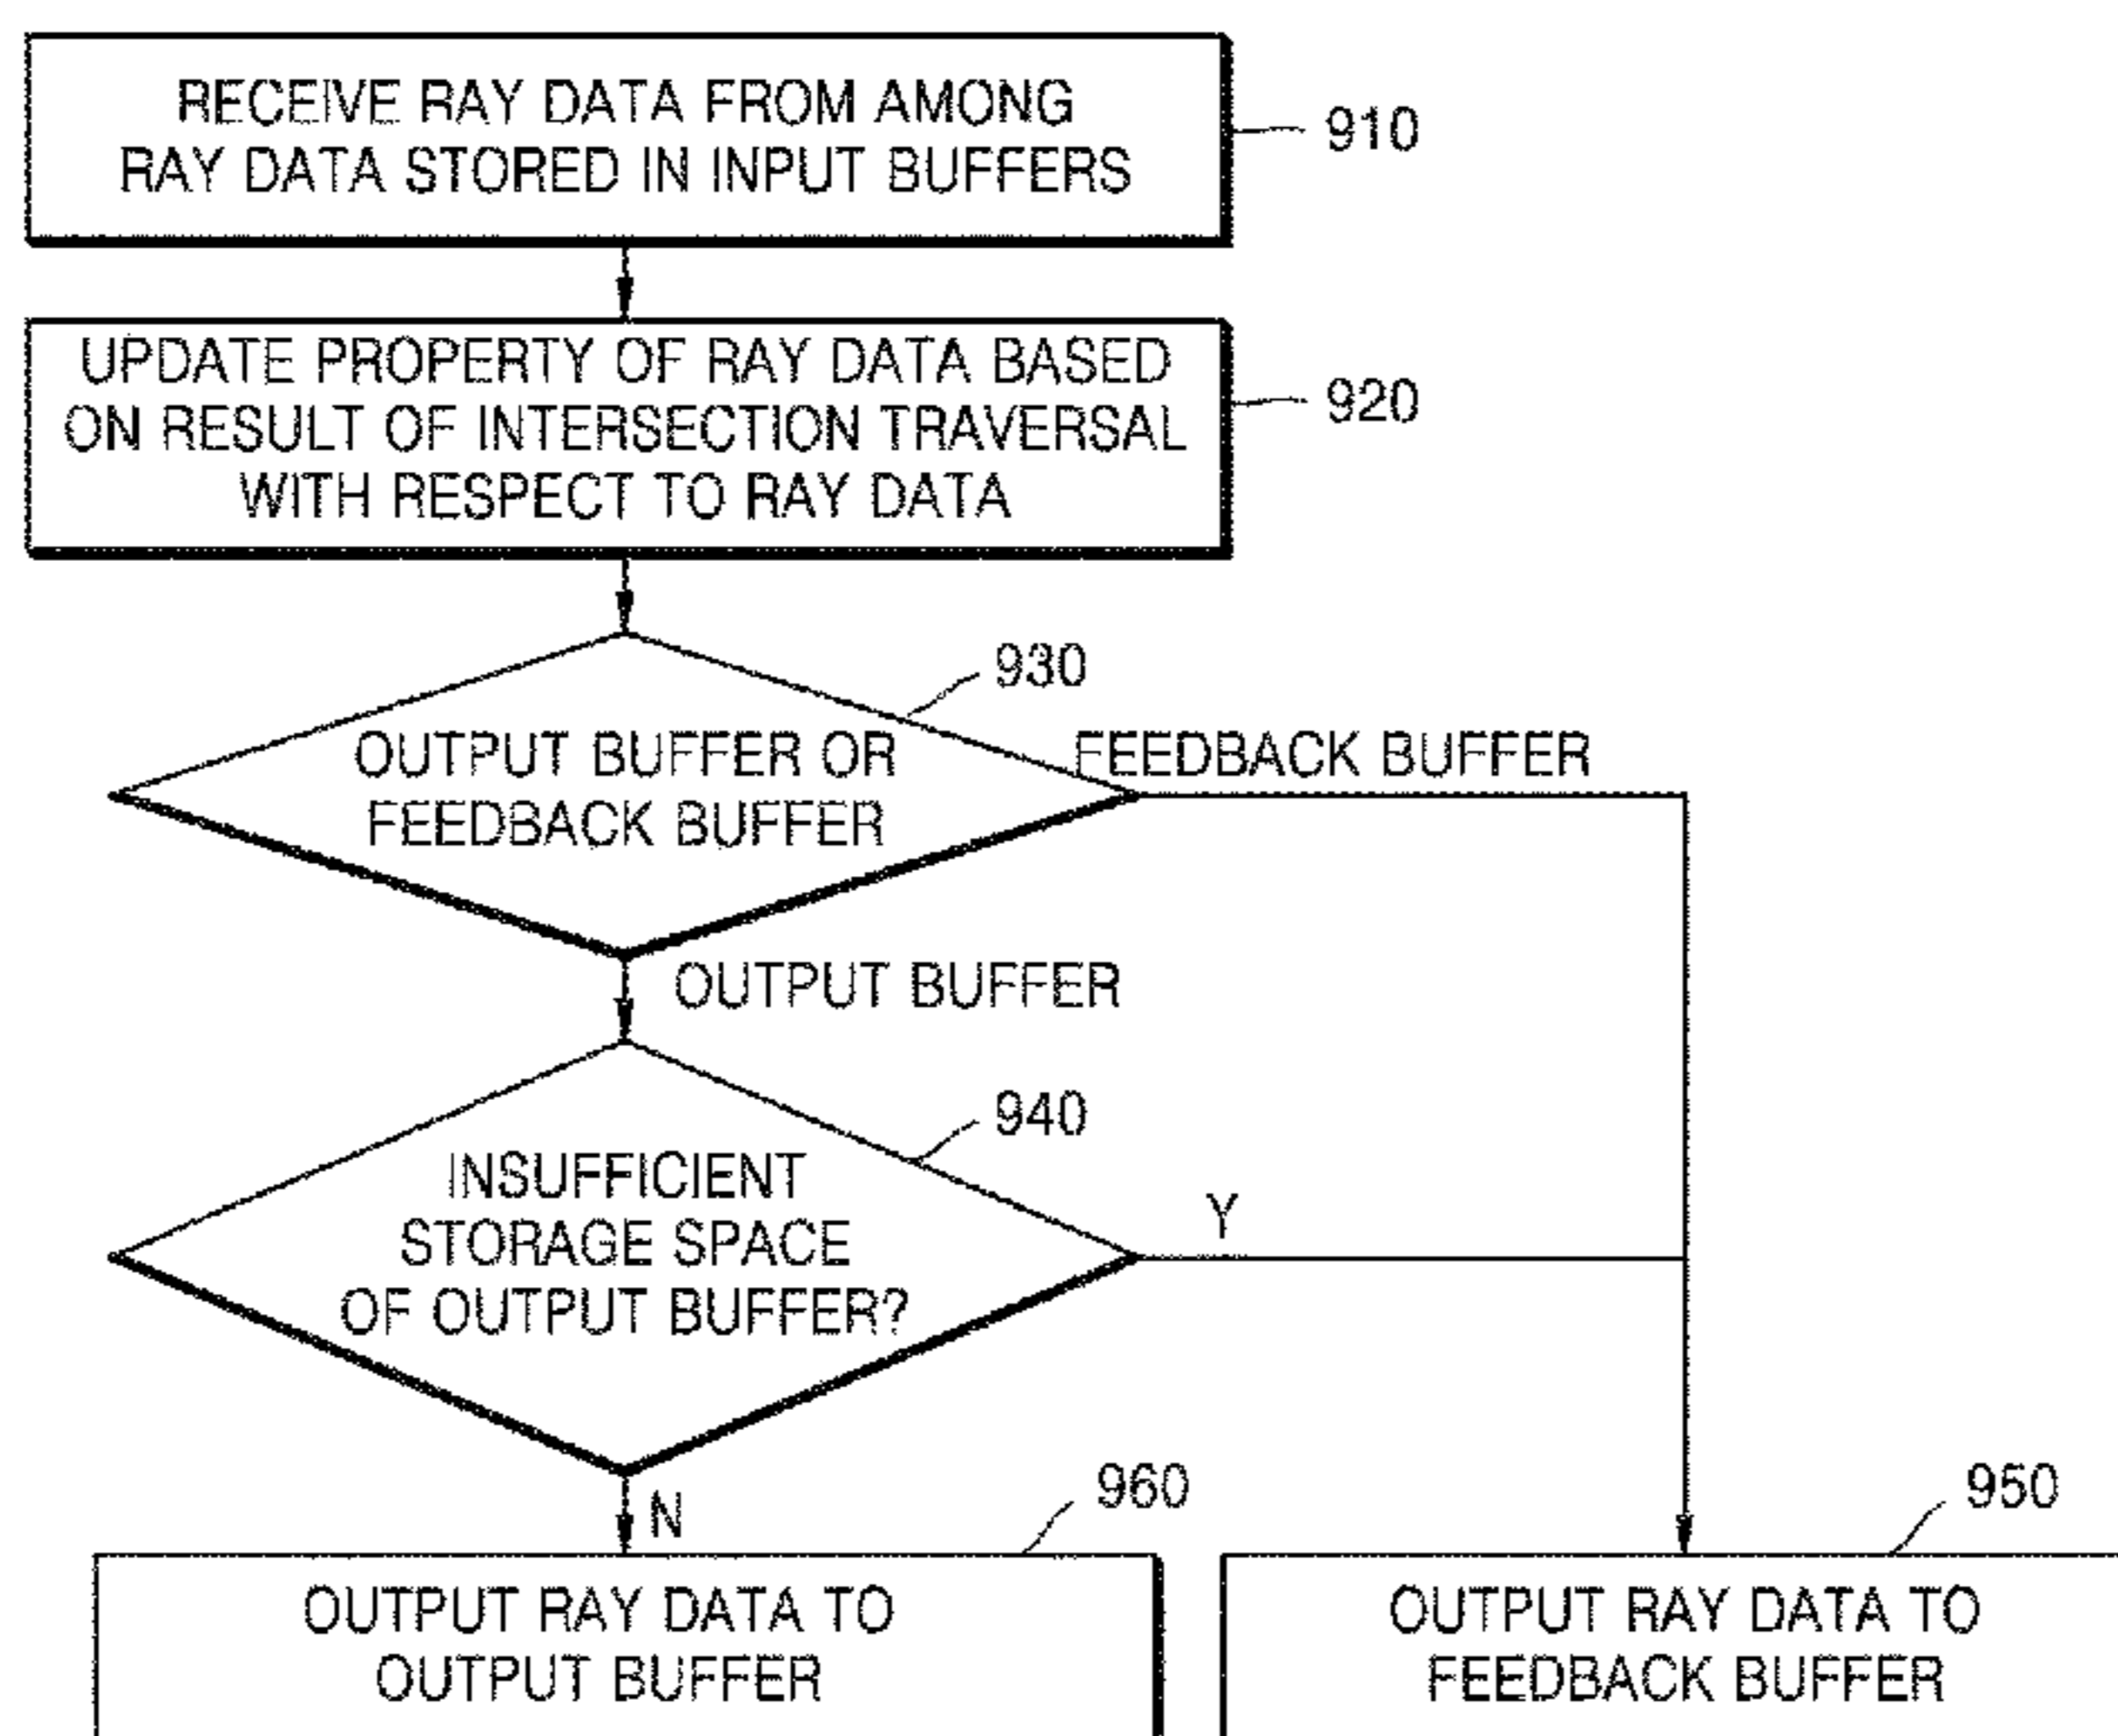 RECEIVE RAY DATA FROM AMONG
RAY DATA STORED IN INPUT BUFFERS
910
UPDATE PROPERTY OF RAY DATA BASED
ON RESULT OF INTERSECTION TRAVERSAL
WITH RESPECT TO RAY DATA
920
930
OUTPUT BUFFER OR
FEEDBACK BUFFER
FEEDBACK BUFFER
OUTPUT BUFFER
940
INSUFFICIENT
STORAGE SPACE
OF OUTPUT BUFFER?
Y
N
960
OUTPUT RAY DATA TO
OUTPUT BUFFER
950
OUTPUT RAY DATA TO
FEEDBACK BUFFER